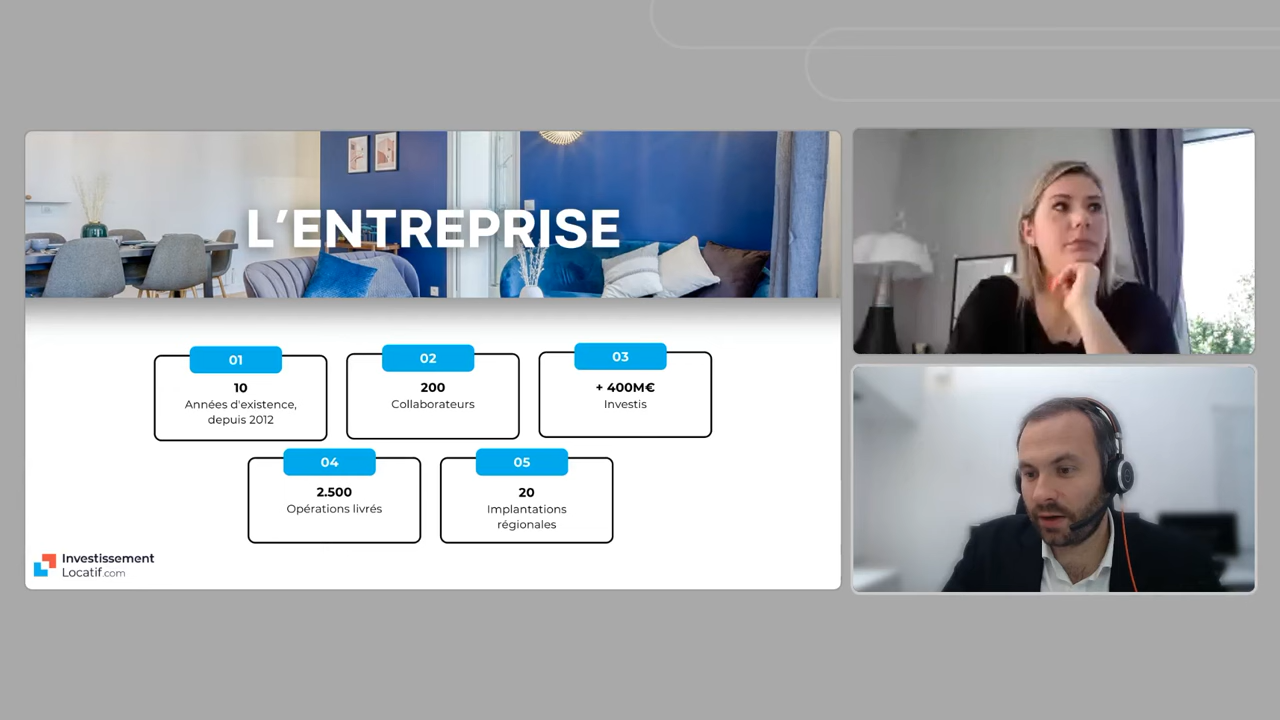 L'ENTREPRISE
01
10
Années d'existence,
depuis 2012
02
200
Collaborateurs
03
+ 400M€
Investis
04
2.500
Opérations livrés
05
20
Implantations
régionales
Investissement
Locatif.com